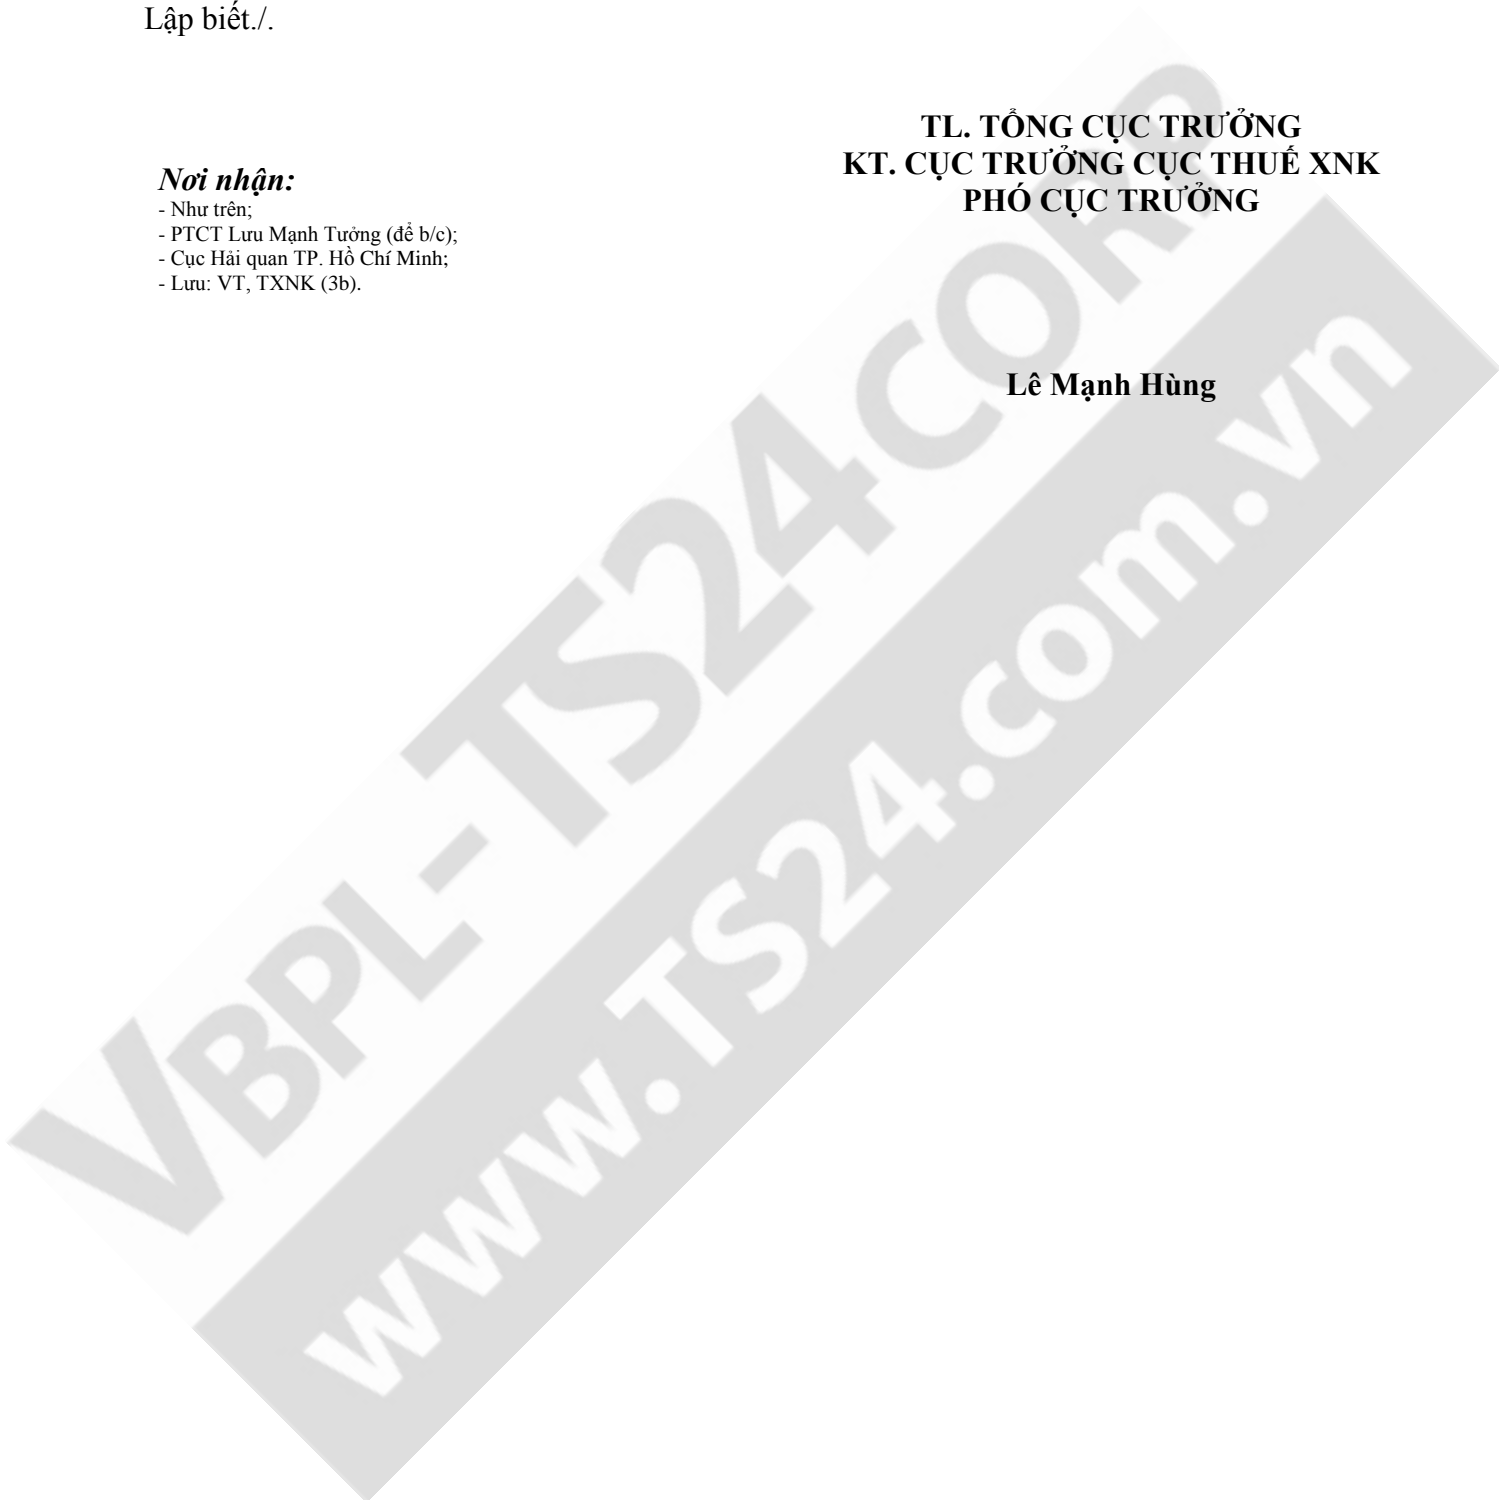 Lập biết./.
TL. TỔNG CỤC TRƯỞNG
KT. CỤC TRƯỞNG CỤC THUẾ XNK
PHÓ CỤC TRƯỞNG
Nơi nhận:
- Như trên;
- PTCT Lưu Mạnh Tưởng (để b/c);
- Cục Hải quan TP. Hồ Chí Minh;
- Lưu: VT, TXNK (3b).
Lê Mạnh Hùng
VBPL-TS24CORP
www.TS24.com.vn